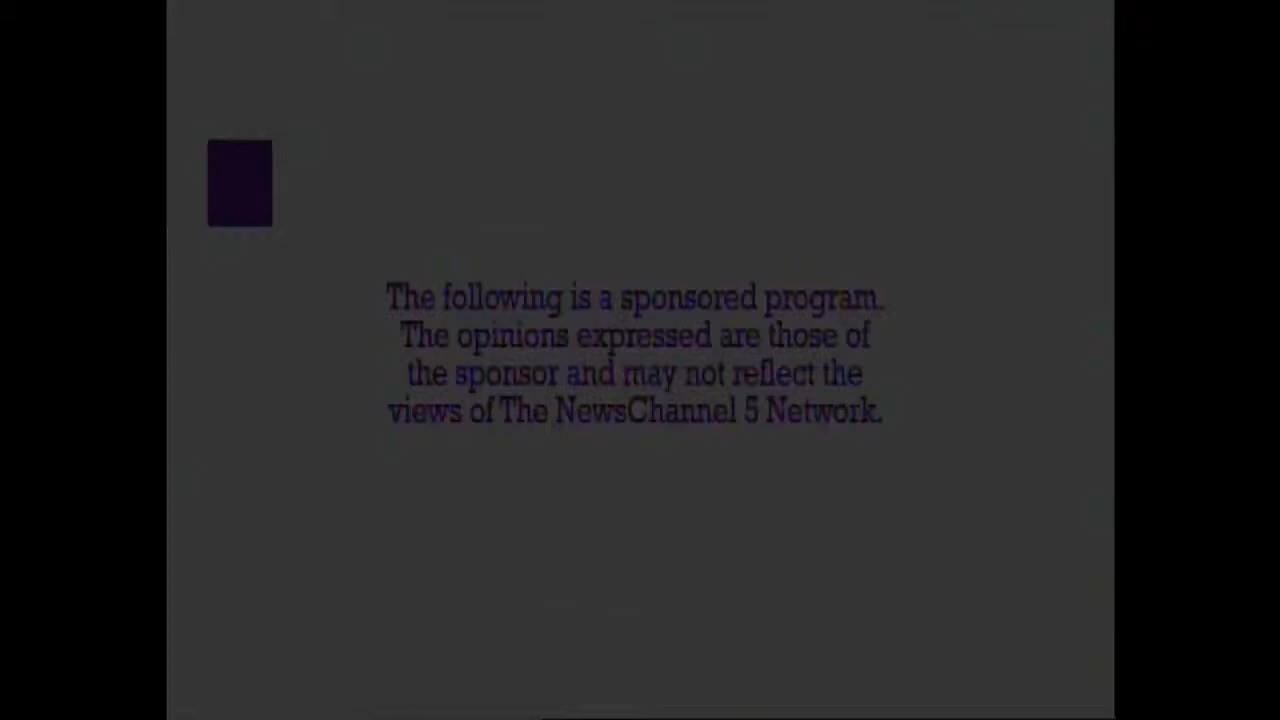 The following is a sponsored program.
The opinions expressed are those of
the sponsor and may not reflect the
views of The NewsChannel 5 Network.